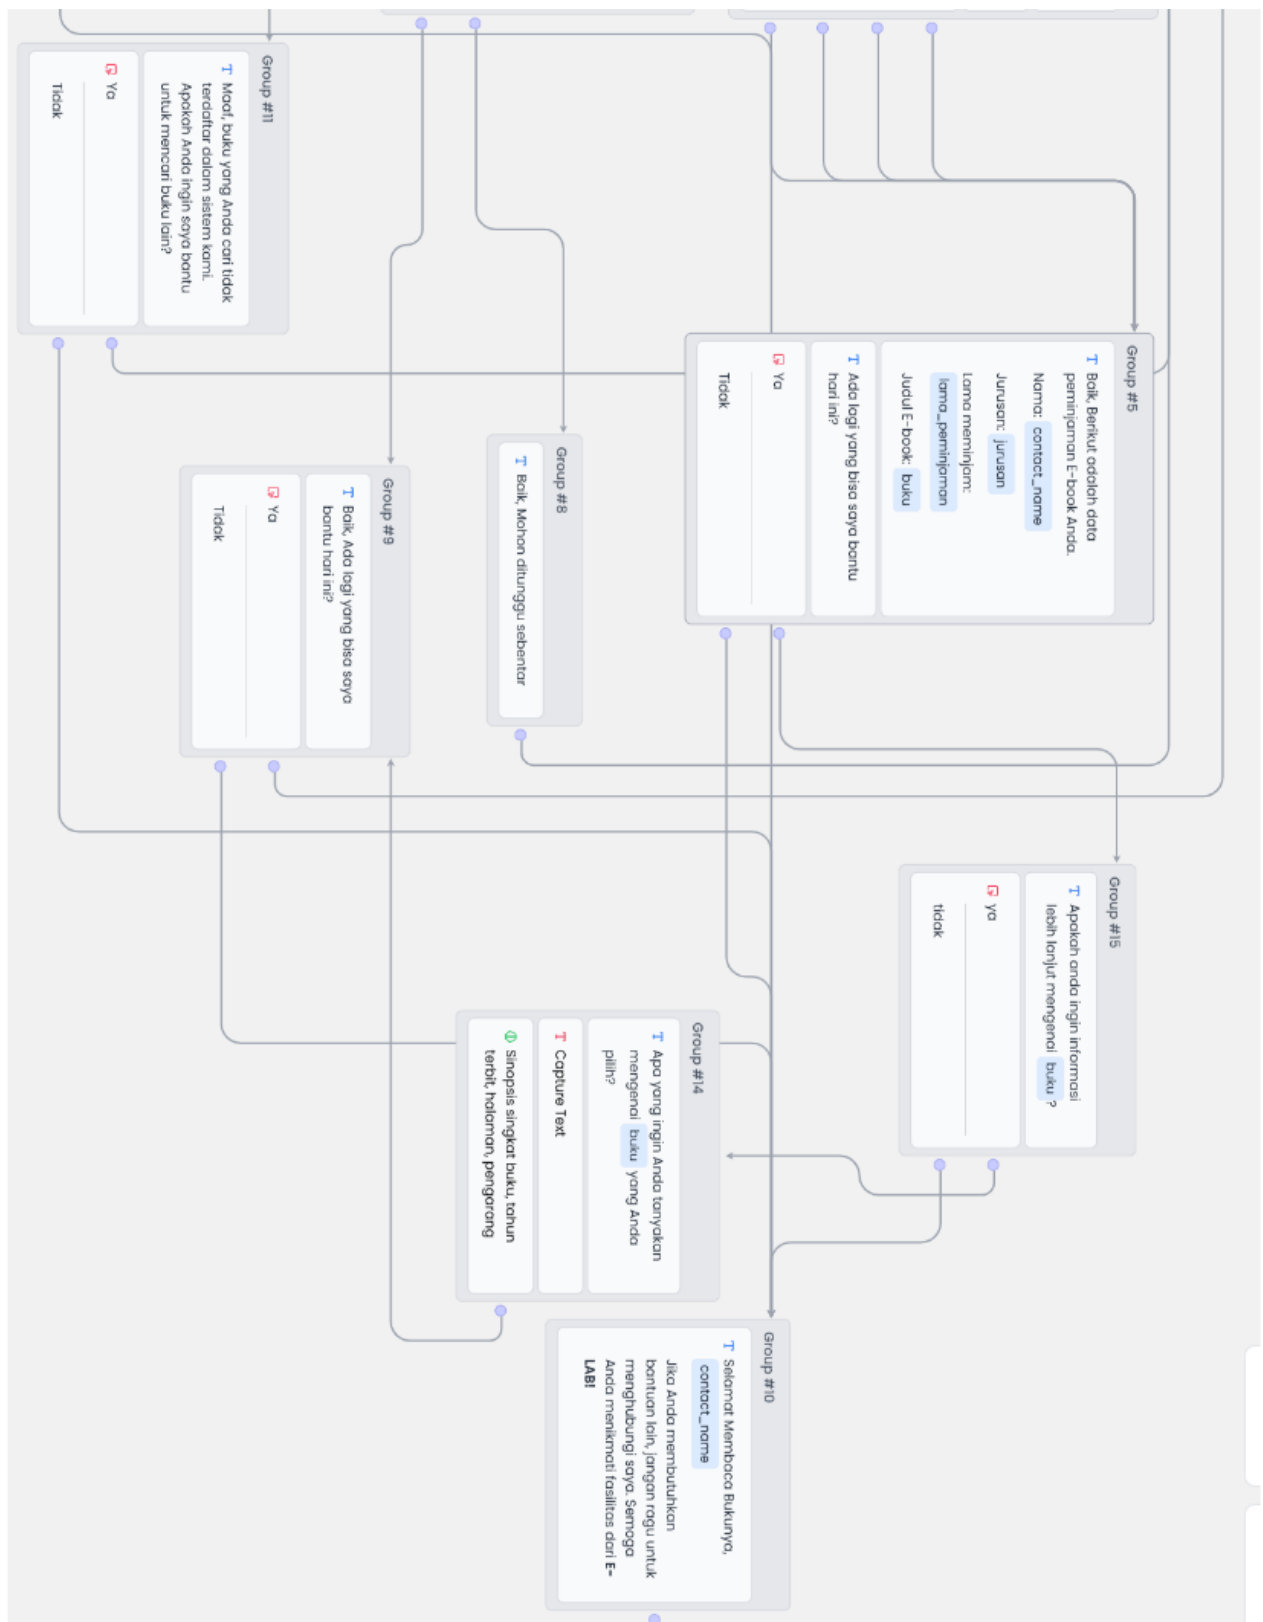 Group #11
Maaf, buku yang Anda cari tidak
terdaftar dalam sistem kami.
Apakah Anda ingin saya bantu
untuk mencari buku lain?
Ya
Tidak
Group #5
Baik, Berikut adalah data
peminjaman E-book Anda.
Nama: contact_name
Jurusan: jurusan
Lama meminjam:
lama_peminjaman
Judul E-book: buku
Ada lagi yang bisa saya bantu
hari ini?
Ya
Tidak
Group #8
Baik, Mohon ditunggu sebentar
Group #9
Baik, Ada lagi yang bisa saya
bantu hari ini?
Ya
Tidak
Group #15
Apakah anda ingin informasi
lebih lanjut mengenai buku ?
ya
tidak
Group #14
Apa yang ingin Anda tanyakan
mengenai buku yang Anda
pilih?
Capture Text
Sinopsis singkat buku, tahun
terbit, halaman, pengarang
Group #10
Selamat Membaca Bukunya,
contact_name
Jika Anda membutuhkan
bantuan lain, jangan ragu untuk
menghubungi saya. Semoga
Anda menikmati fasilitas dari E-
LAB!